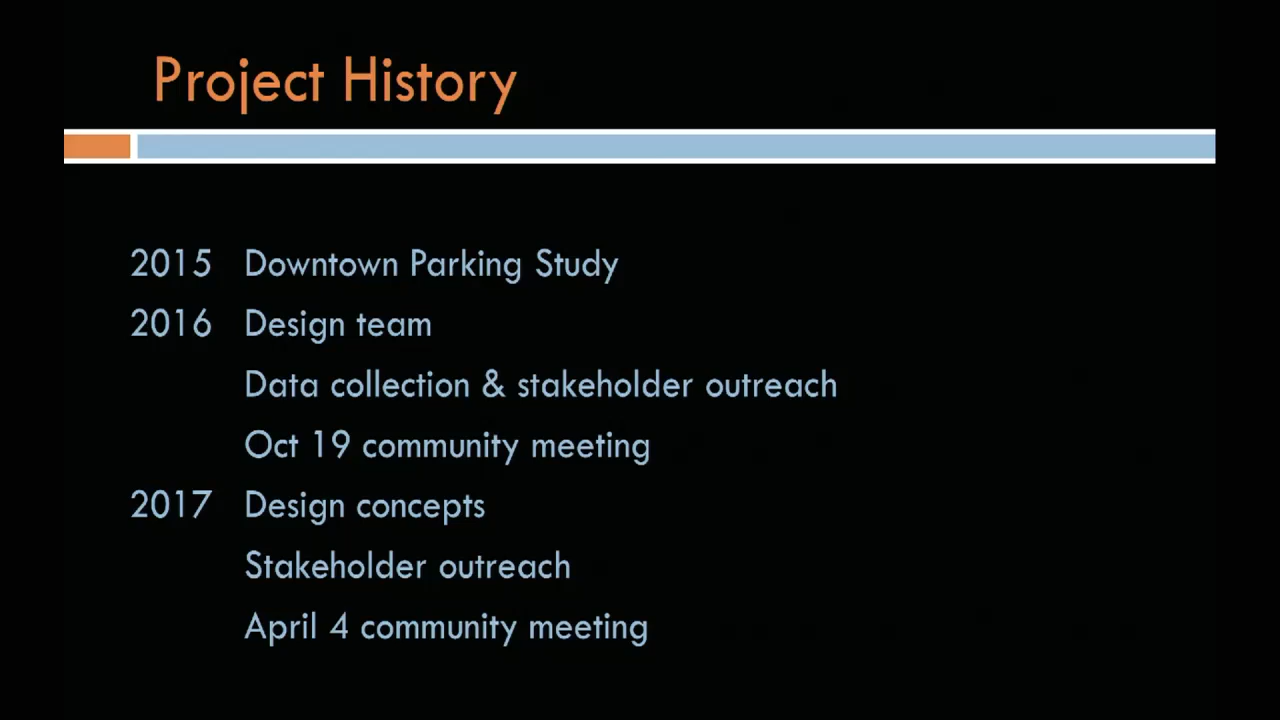 Project History
2015 Downtown Parking Study
2016 Design team
Data collection & stakeholder outreach
Oct 19 community meeting
2017 Design concepts
Stakeholder outreach
April 4 community meeting